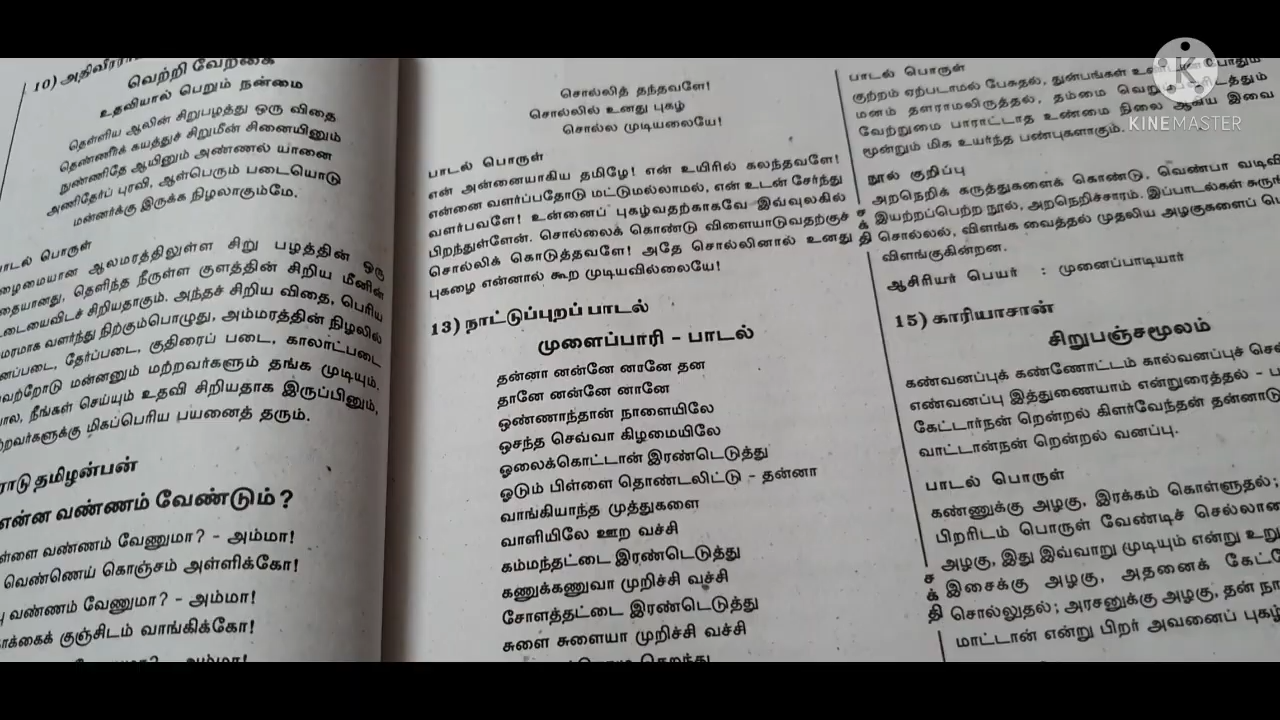 10) அதிவீரரா
வெற்றி வேற்கை
உதவியால் பெறும் நன்மை
தெள்ளிய ஆலின் சிறுபழத்து ஒரு விதை
தெண்ணீர்க் கயத்துச் சிறுமீன் சினையினும்
நுண்ணிதே ஆயினும் அண்ணல் யானை
அணிதேர்ப் புரவி, ஆள்பெரும் படையொடு
மன்னர்க்கு இருக்க நிழலாகும்மே.
பாடல் பொருள்
ஆலமரத்திலுள்ள சிறு பழத்தின் ஒரு
தெளிந்த நீருள்ள குளத்தின் சிறிய மீனின்
சிறியதாகும். அந்தச் சிறிய விதை, பெரிய
மரமாக வளர்ந்து நிற்கும்பொழுது, அம்மரத்தின் நிழலில்
தேர்ப்படை, குதிரைப் படை, காலாட்படை
மன்னனும் மற்றவர்களும் தங்க முடியும்.
நீங்கள் செய்யும் உதவி சிறியதாக இருப்பினும்,
மிகப்பெரிய பயனைத் தரும்.
ராடு தமிழன்பன்
என்ன வண்ணம் வேண்டும்?
ள்ளை வண்ணம் வேணுமா? - அம்மா!
வெண்ணெய் கொஞ்சம் அள்ளிக்கோ!
வண்ணம் வேணுமா? - அம்மா!
குஞ்சிடம் வாங்கிக்கோ!
சொல்லித் தந்தவளே!
சொல்லில் உனது புகழ்
சொல்ல முடியலையே!
பாடல் பொருள்
என் அன்னையாகிய தமிழே! என் உயிரில் கலந்தவளே!
என்னை வளர்ப்பதோடு மட்டுமல்லாமல், என் உடன் சேர்ந்து
வளர்பவளே! உன்னைப் புகழ்வதற்காகவே இவ்வுலகில்
பிறந்துள்ளேன். சொல்லைக் கொண்டு விளையாடுவதற்குச்
சொல்லிக் கொடுத்தவளே! அதே சொல்லினால் உனது
புகழை என்னால் கூற முடியவில்லையே!
13) நாட்டுப்புறப் பாடல்
முளைப்பாரி - பாடல்
தன்னா னன்னே னானே தன
தானே னன்னே னானே
ஒண்ணாந்தான் நாளையிலே
ஒசந்த செவ்வா கிழமையிலே
ஓலைக்கொட்டான் இரண்டெடுத்து
ஓடும் பிள்ளை தொண்டலிட்டு - தன்னா
வாங்கியாந்த முத்துகளை
வாளியிலே ஊற வச்சி
கம்மந்தட்டை இரண்டெடுத்து
கணுக்கணுவா முறிச்சி வச்சி
சோளத்தட்டை இரண்டெடுத்து
சுளை சுளையா முறிச்சி வச்சி
பாடல் பொருள்
குற்றம் ஏற்படாமல் பேசுதல், துன்பங்கள் போதும்
மனம் தளராமலிருத்தல், தம்மை
வேற்றுமை பாராட்டாத உண்மை நிலை ஆகிய இவை
மூன்றும் மிக உயர்ந்த பண்புகளாகும்.
நூல் குறிப்பு
அறநெறிக் கருத்துகளைக் கொண்டு, வெண்பா வடிவி
இயற்றப்பெற்ற நூல், அறநெறிச்சாரம். இப்பாடல்கள் சுருங்
சொல்லல், விளங்க வைத்தல் முதலிய அழகுகளைப் பெ
விளங்குகின்றன.
ஆசிரியர் பெயர் : முனைப்பாடியார்
15) காரியாசான்
சிறுபஞ்சமூலம்
கண்வனப்புக் கண்ணோட்டம் கால்வனப்புச் செல்
எண்வனப்பு இத்துணையாம் என்றுரைத்தல் - ப
கேட்டார்நன் றென்றல் கிளர்வேந்தன் தன்னாடு
வாட்டான்நன் றென்றல் வனப்பு.
பாடல் பொருள்
கண்ணுக்கு அழகு, இரக்கம் கொள்ளுதல்;
பிறரிடம் பொருள் வேண்டிச் செல்லாமை
அழகு, இது இவ்வாறு முடியும் என்று உறு
இசைக்கு அழகு, அதனைக் கேட்டே
சொல்லுதல்; அரசனுக்கு அழகு, தன் நா
மாட்டான் என்று பிறர் அவனைப் புகழ
KINEMASTER